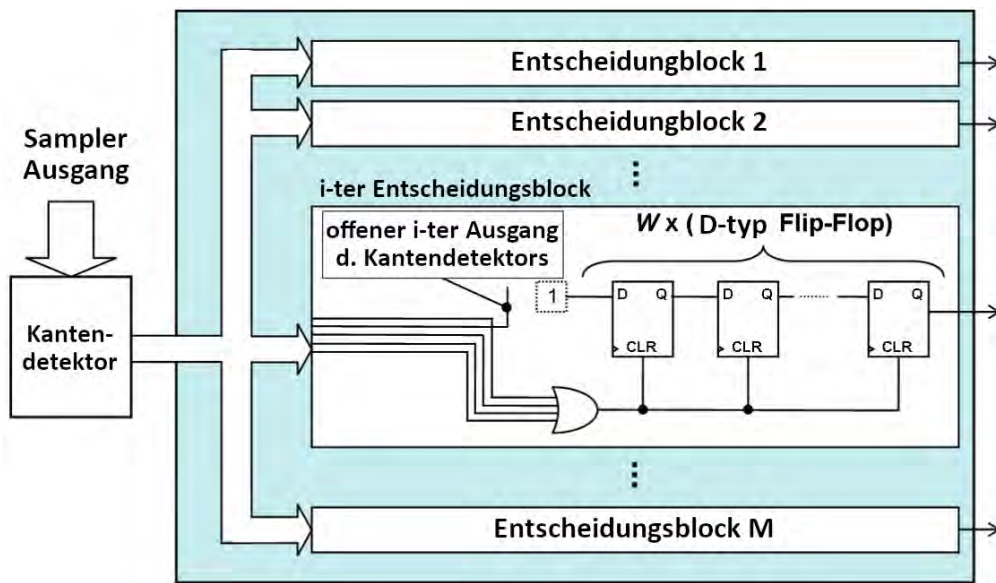 Entscheidungblock 1
Entscheidungblock 2
Sampler
Ausgang
i-ter Entscheidungsblock
offener i-ter Ausgang
d. Kantendetektors
W x (D-typ Flip-Flop)
1
D Q
CLR
D Q
CLR
D Q
CLR
Kanten-
detektor
Entscheidungsblock M